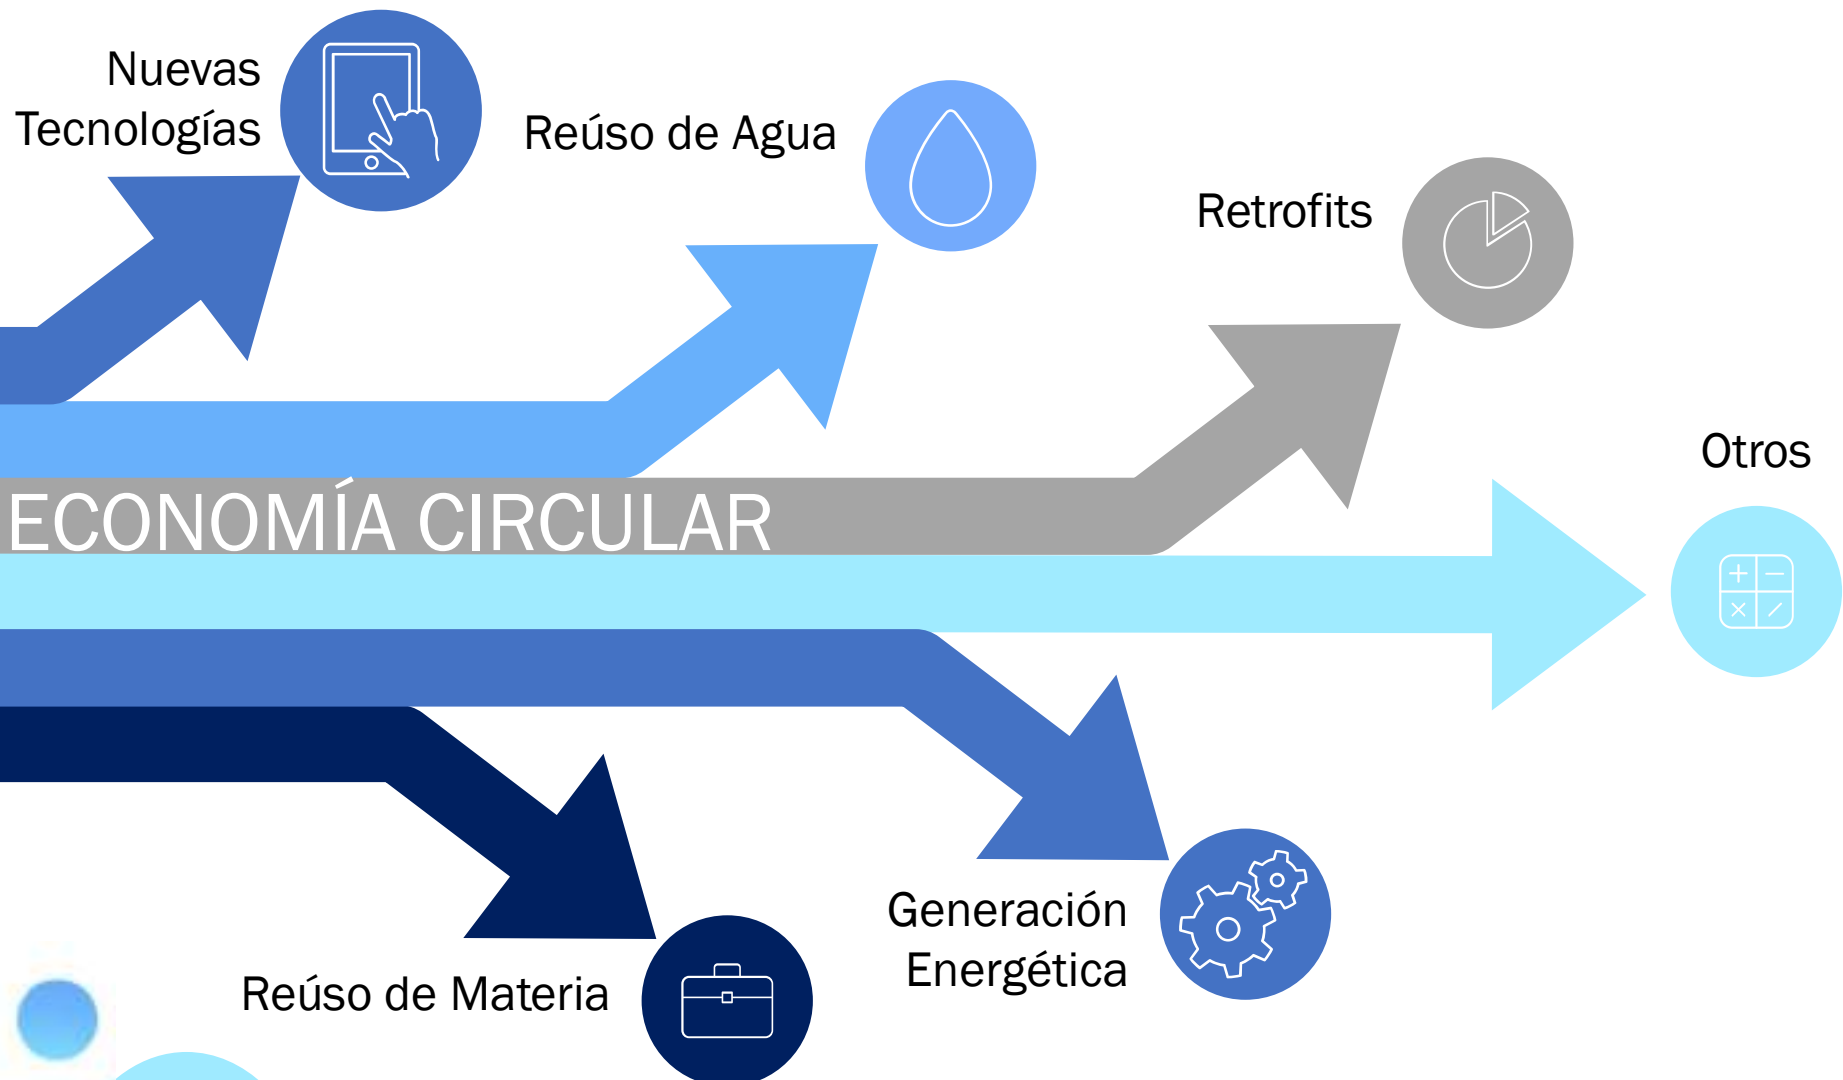 Nuevas
Tecnologías
Reúso de Agua
Retrofits
Otros
ECONOMÍA CIRCULAR
Generación
Energética
Reúso de Materia